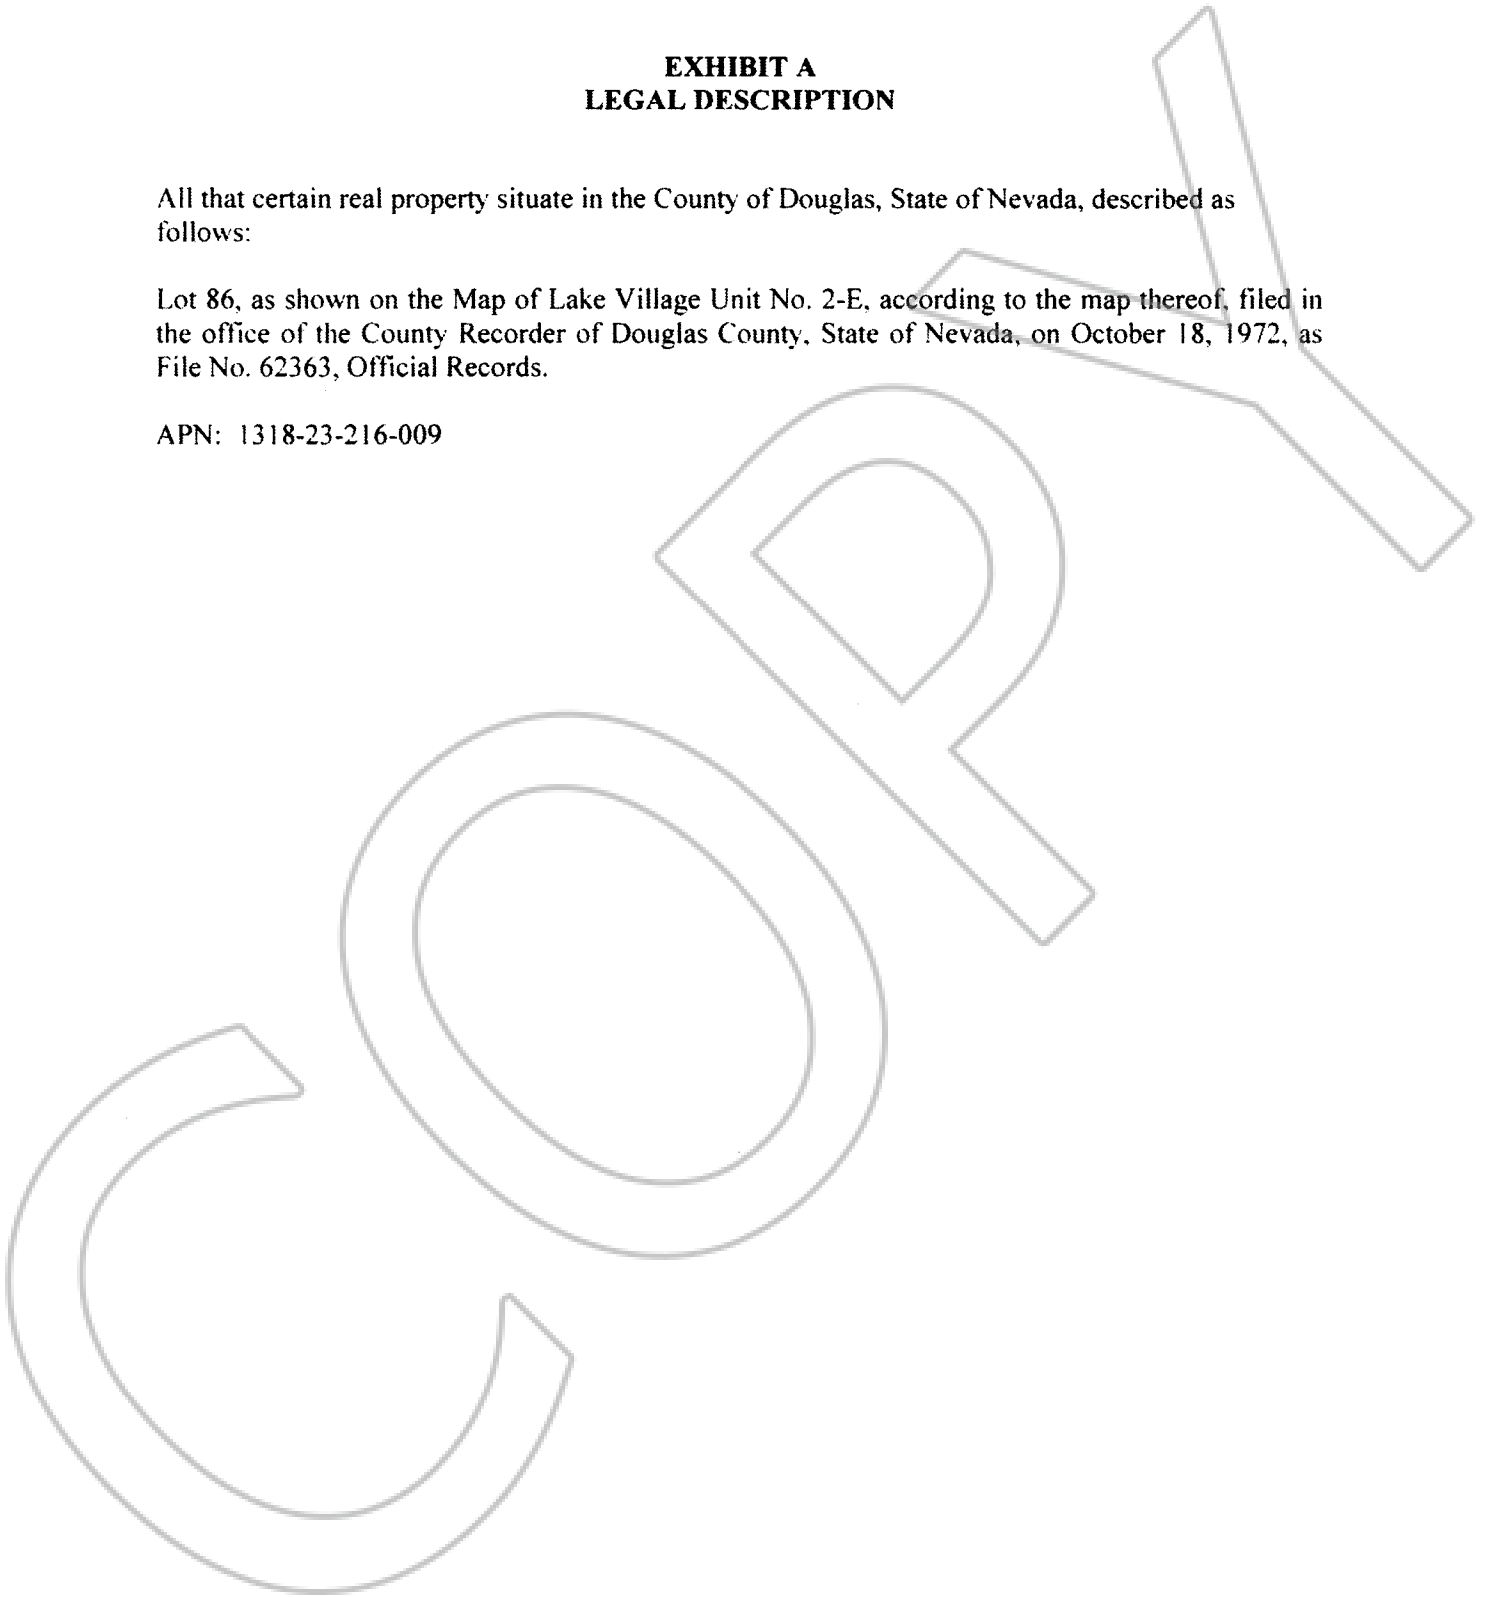 EXHIBIT A
LEGAL DESCRIPTION
All that certain real property situate in the County of Douglas, State of Nevada, described as
follows:
Lot 86, as shown on the Map of Lake Village Unit No. 2-E, according to the map thereof, filed in
the office of the County Recorder of Douglas County, State of Nevada, on October 18, 1972, as
File No. 62363, Official Records.
APN: 1318-23-216-009
COPY